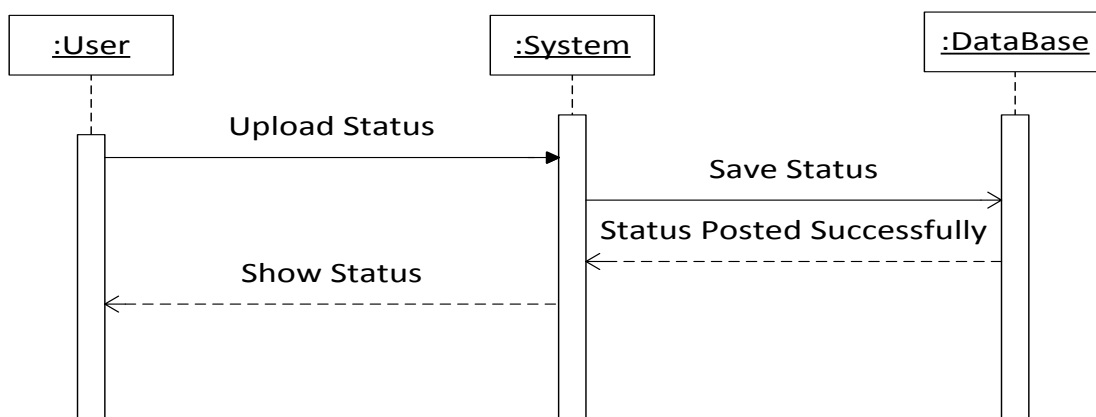 :User
:System
:DataBase
Upload Status
Save Status
Status Posted Successfully
Show Status